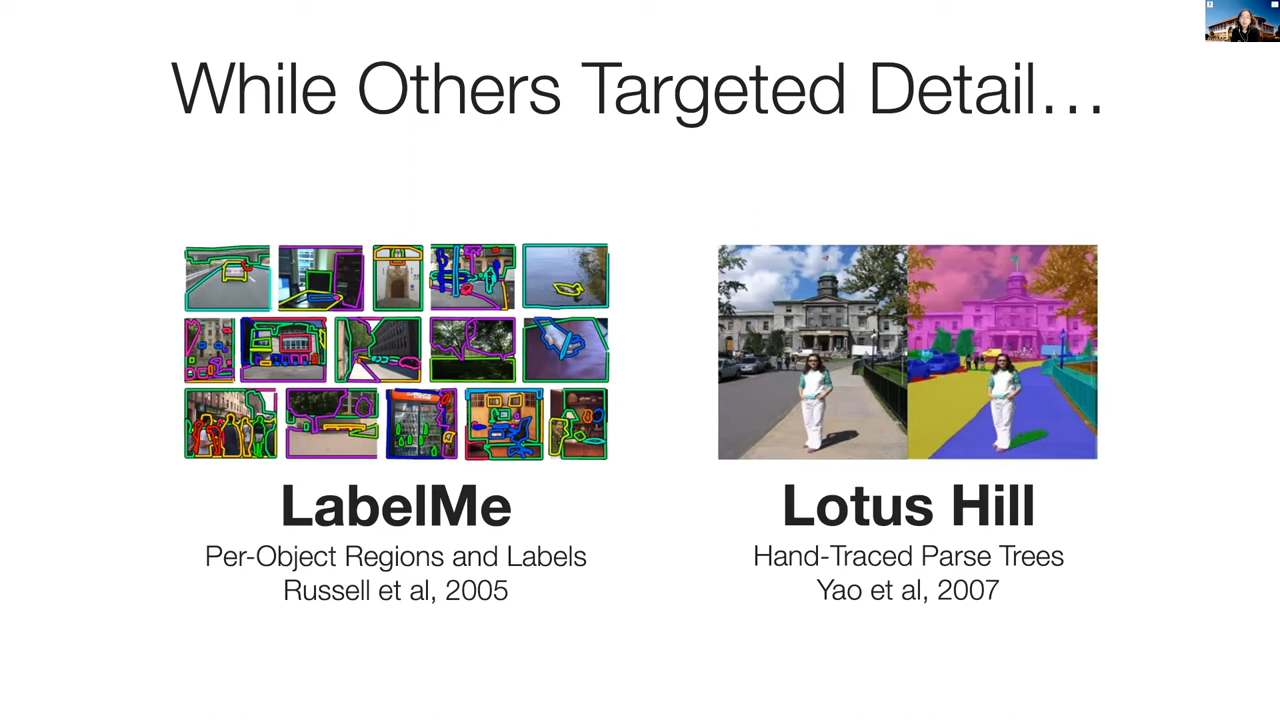 While Others Targeted Detail…
LabelMe
Per-Object Regions and Labels
Russell et al, 2005
Lotus Hill
Hand-Traced Parse Trees
Yao et al, 2007